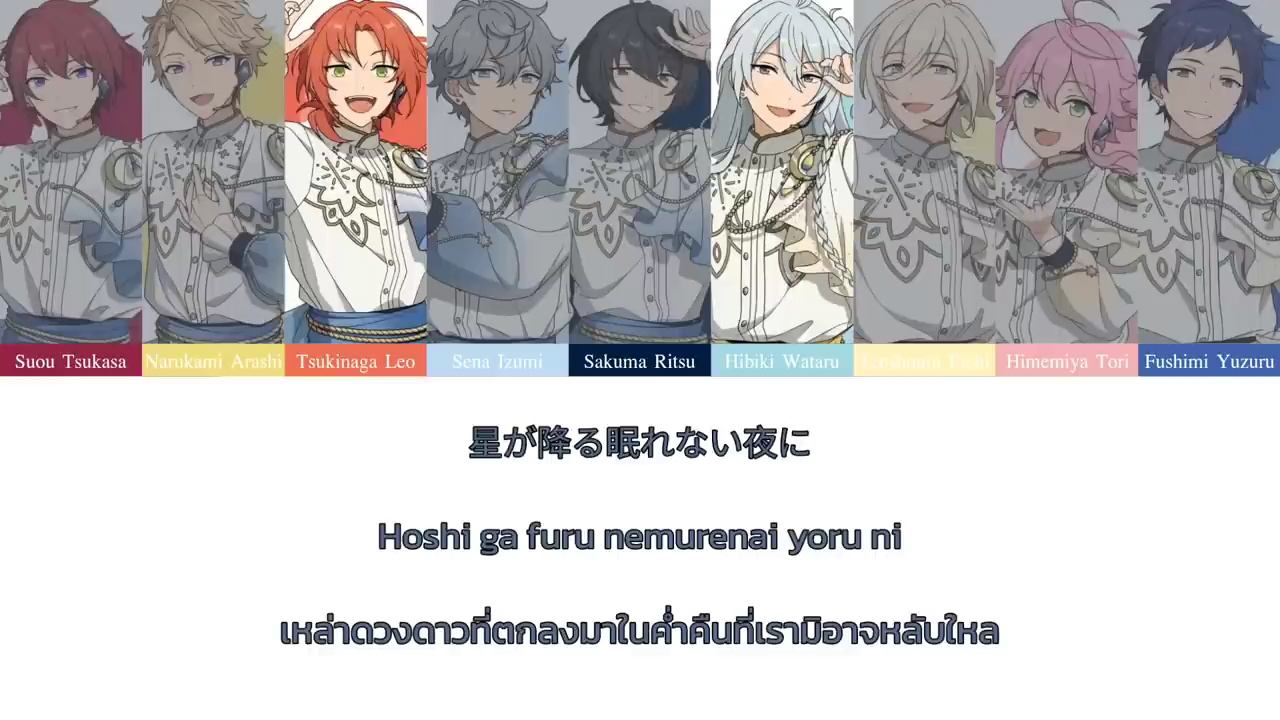 Suou Tsukasa
Narukami Arashi
Tsukinaga Leo
Sena Izumi
Sakuma Ritsu
Hibiki Wataru
Himemiya Tori
Fushimi Yuzuru
星が降る眠れない夜に
Hoshi ga furu nemurenai yoru ni
เหล่าดวงดาวที่ตกลงมาในค่ำคืนที่เรามิอาจหลับใหล